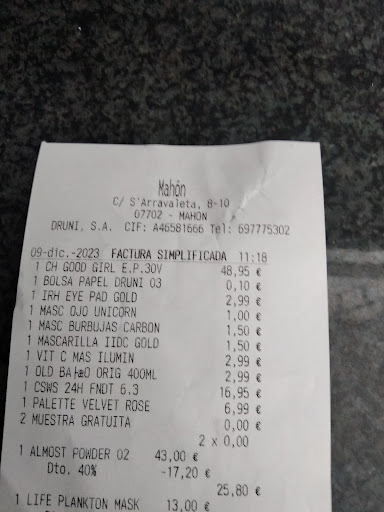 Mahón
C/ S'Arravaleta, 8-10
07702 - MAHON
DRUNI, S.A. CIF: A46581666 Tel: 697775302
09-dic.-2023 FACTURA SIMPLIFICADA 11:18
1 CH GOOD GIRL E.P.30V 48,95 €
1 BOLSA PAPEL DRUNI 03 0,10 €
1 IRH EYE PAD GOLD 2,99 €
1 MASC OJO UNICORN 1,00 €
1 MASC BURBUJAS CARBON 1,50 €
1 MASCARILLA IIDC GOLD 1,50 €
1 VIT C MAS ILUMIN 2,99 €
1 OLD ORIG 400ML 2,99 €
1 CSWS 24H FNDT 6.3 16,95 €
1 PALETTE VELVET ROSE 6,99 €
2 MUESTRA GRATUITA 0,00 €
2 x 0,00
1 ALMOST POWDER 02 43,00 €
Dto. 40% -17,20 €
25,80 €
1 LIFE PLANKTON MASK 13,00 €